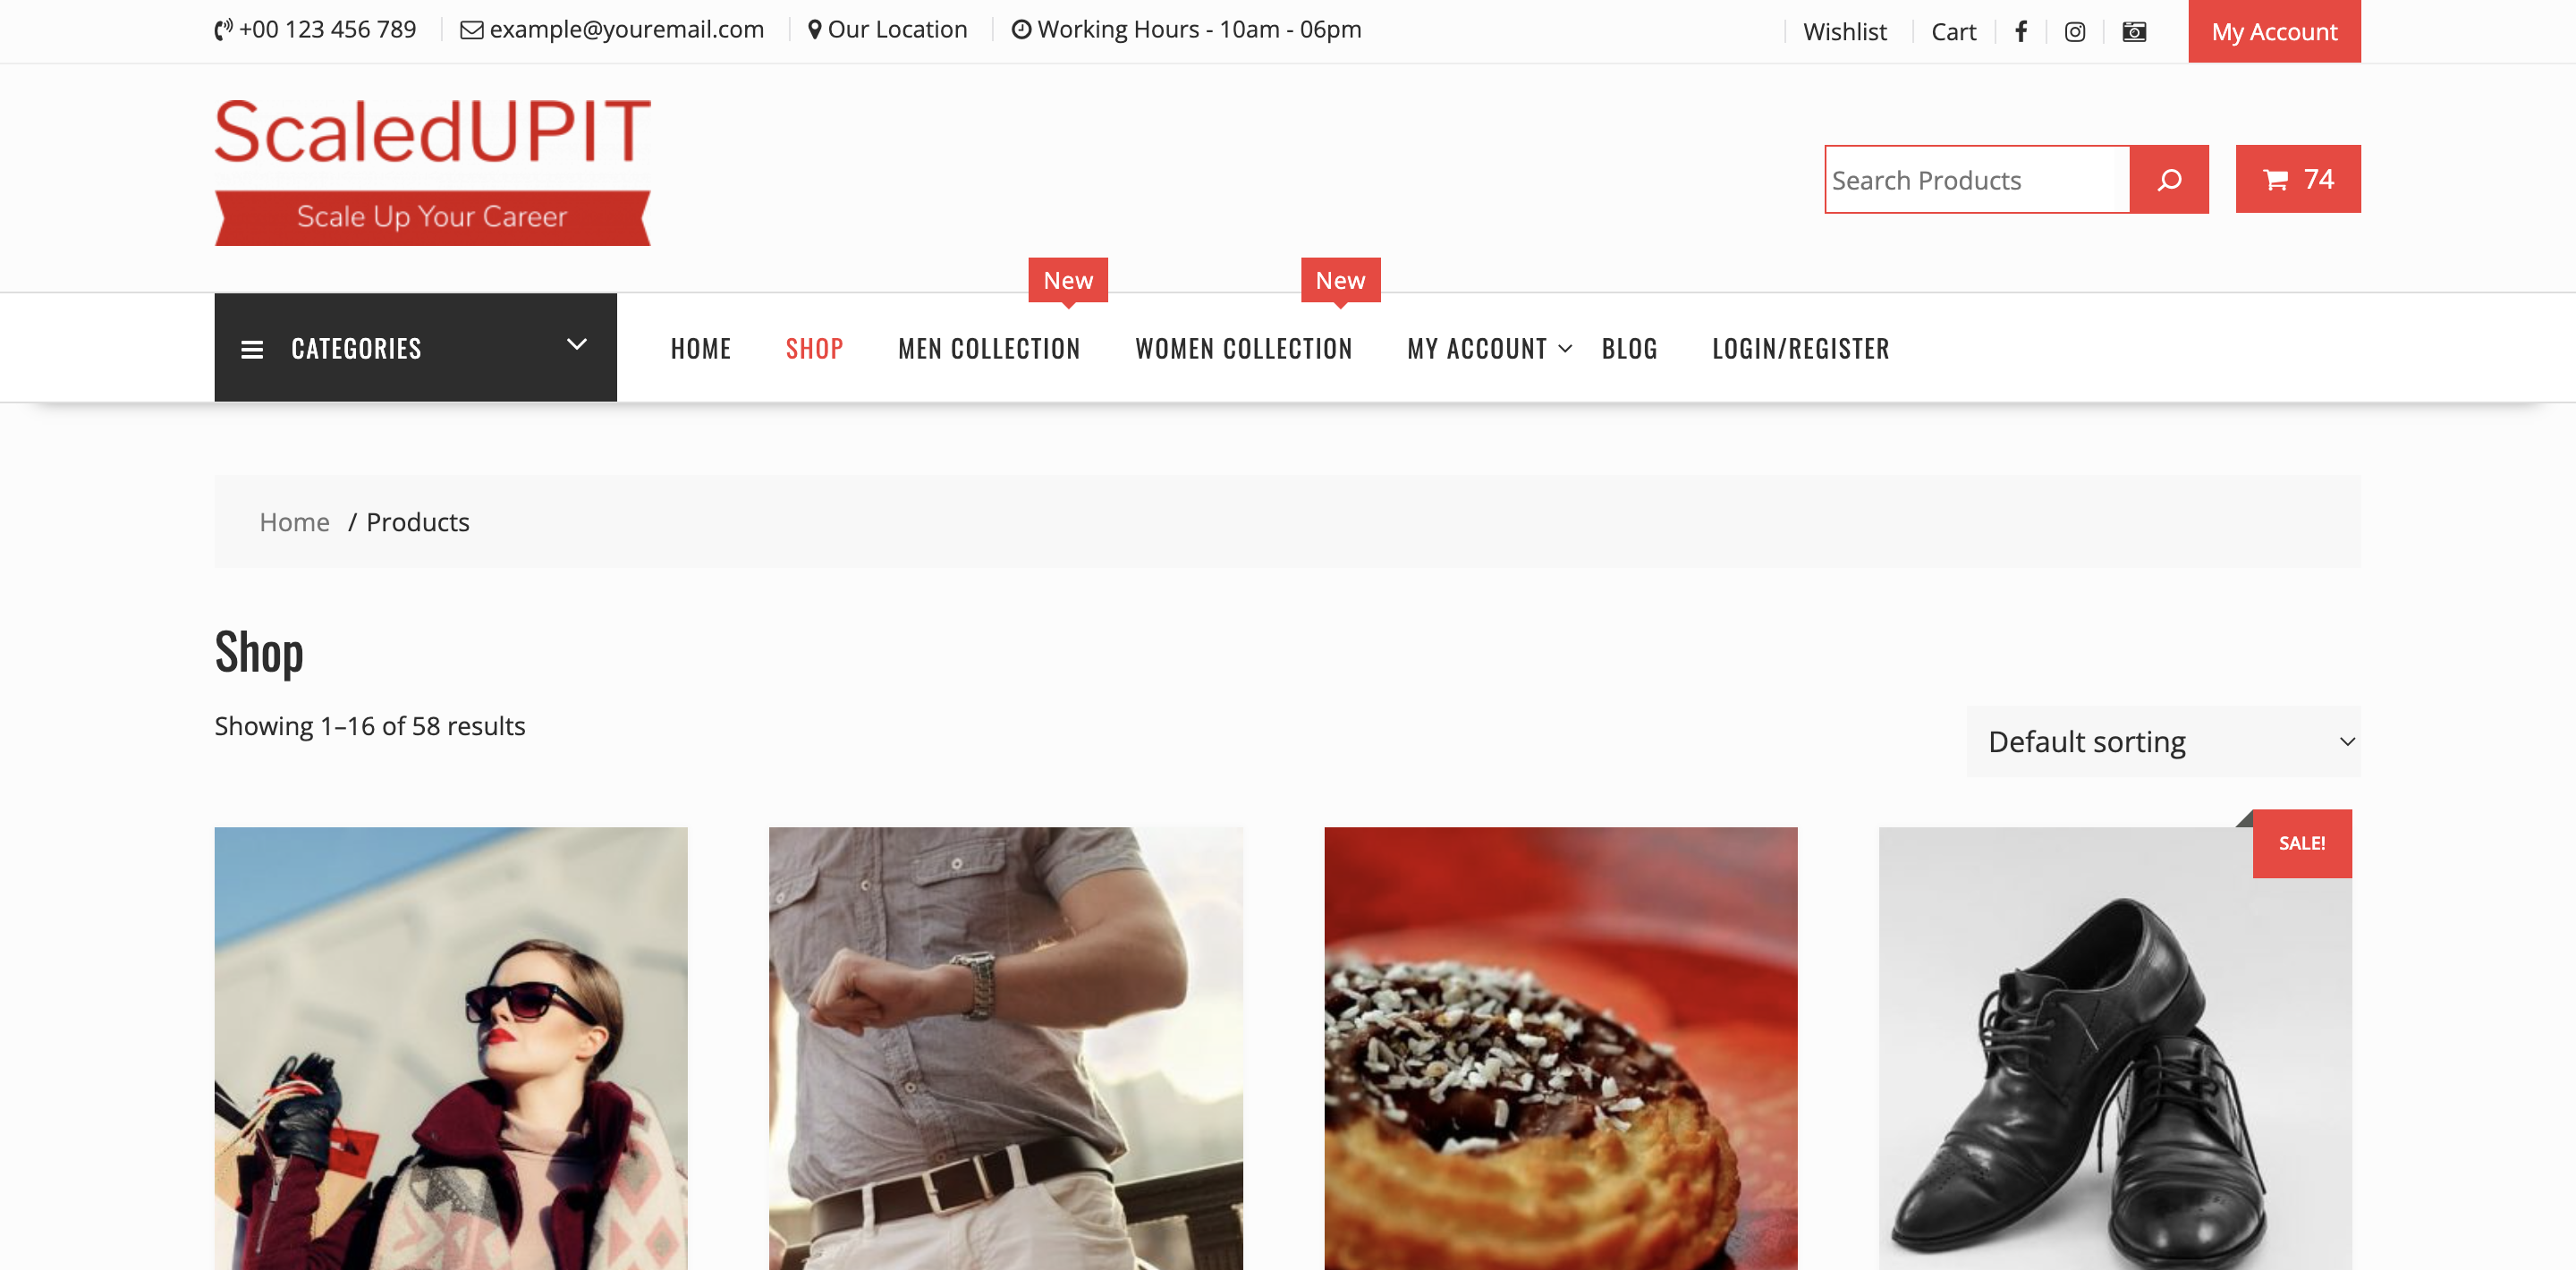 +00 123 456 789 example@youremail.com Our Location Working Hours - 10am - 06pm Wishlist Cart My Account
ScaledUPIT
Scale Up Your Career
Search Products 74
New New
CATEGORIES HOME SHOP MEN COLLECTION WOMEN COLLECTION MY ACCOUNT BLOG LOGIN/REGISTER
Home / Products
Shop
Showing 1–16 of 58 results
Default sorting
SALE!